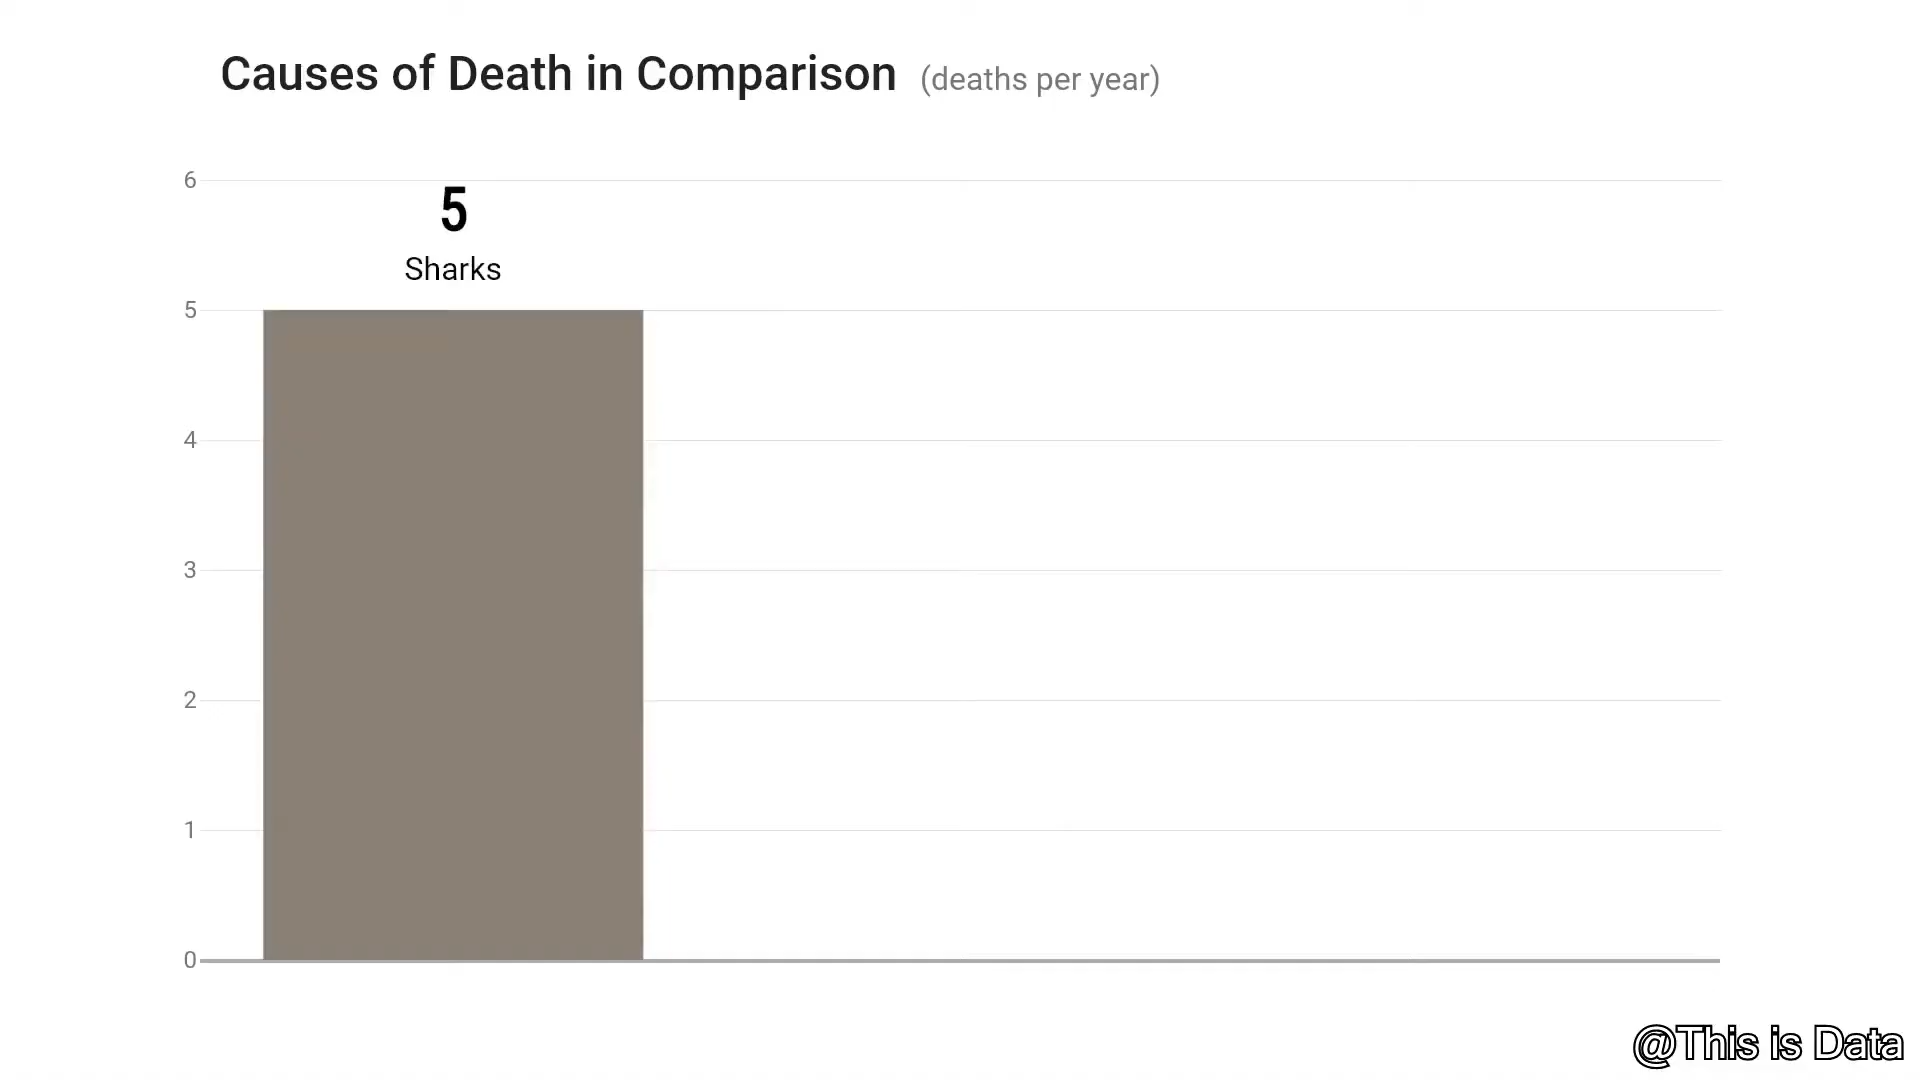 Causes of Death in Comparison (deaths per year)
6
5
Sharks
5
4
3
2
1
0
@This is Data